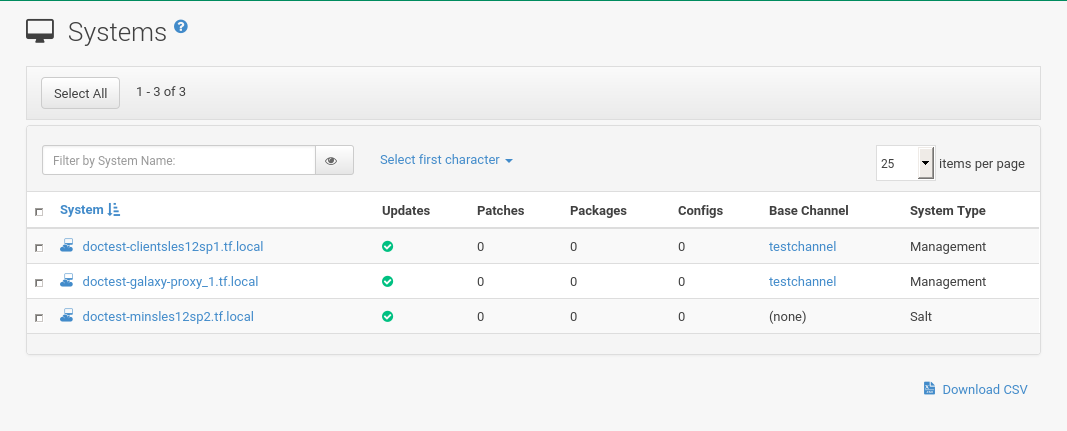 Systems ?
Select All 1 - 3 of 3
Filter by System Name: Select first character 25 items per page
System Updates Patches Packages Configs Base Channel System Type
doctest-clientsles12sp1.tf.local 0 0 0 testchannel Management
doctest-galaxy-proxy_1.tf.local 0 0 0 testchannel Management
doctest-minsles12sp2.tf.local 0 0 0 (none) Salt
Download CSV